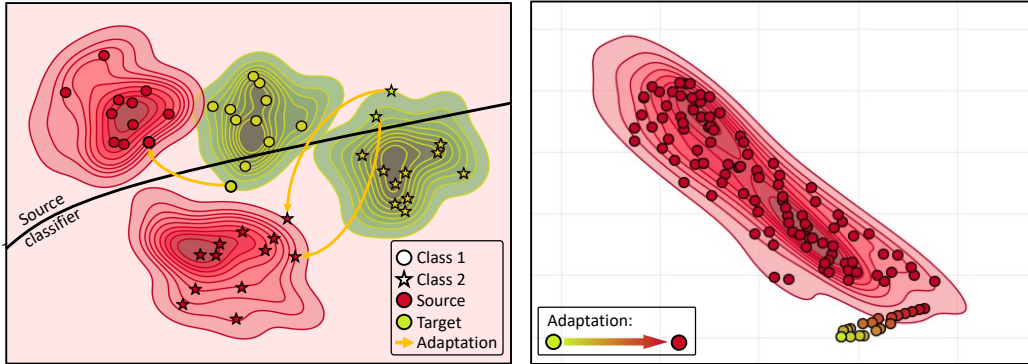 Source
classifier
Class 1
Class 2
Source
Target
Adaptation
Adaptation: